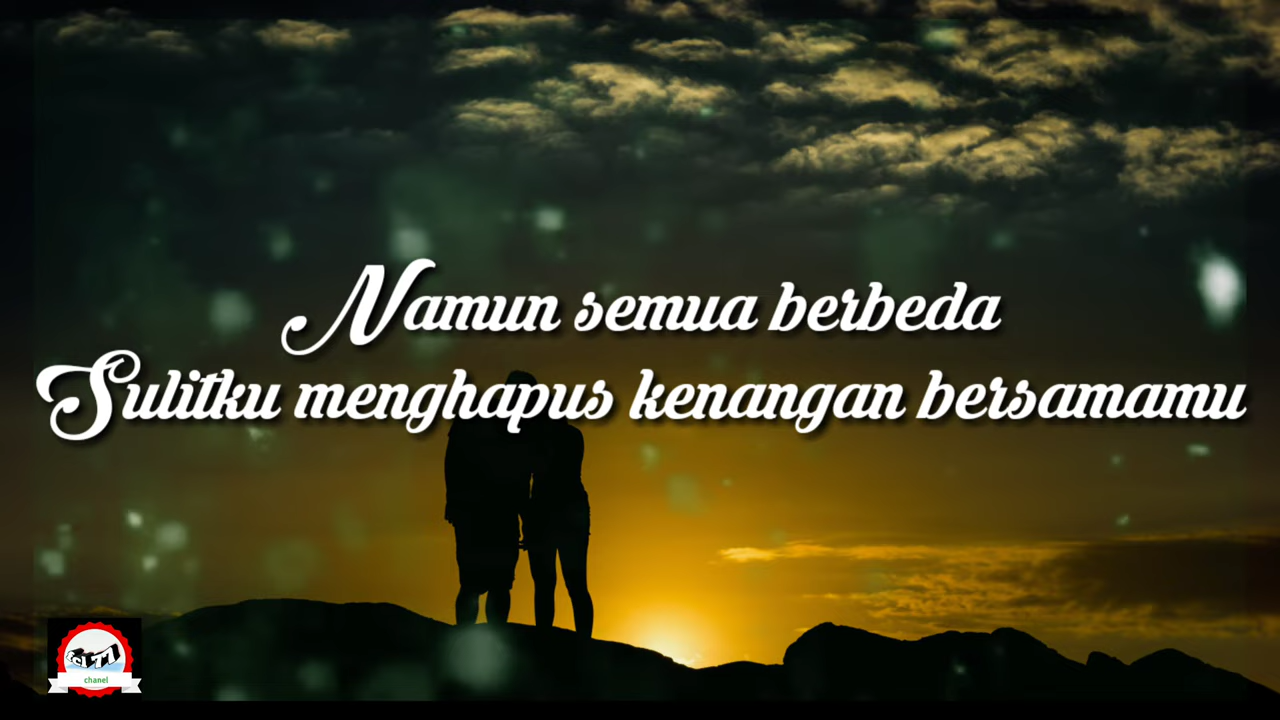 Namun semua berbeda
Sulitku menghapus kenangan bersamamu
chanel